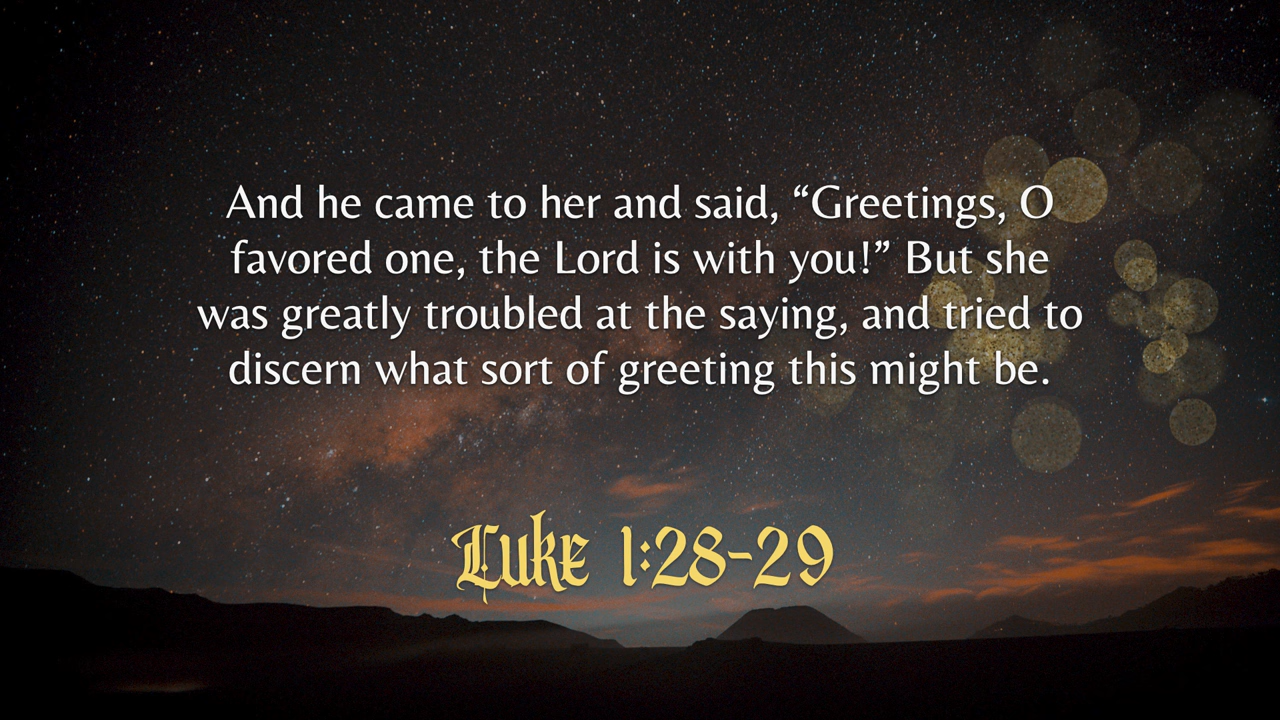 And he came to her and said, “Greetings, O
favored one, the Lord is with you!” But she
was greatly troubled at the saying, and tried to
discern what sort of greeting this might be.
Luke 1:28-29